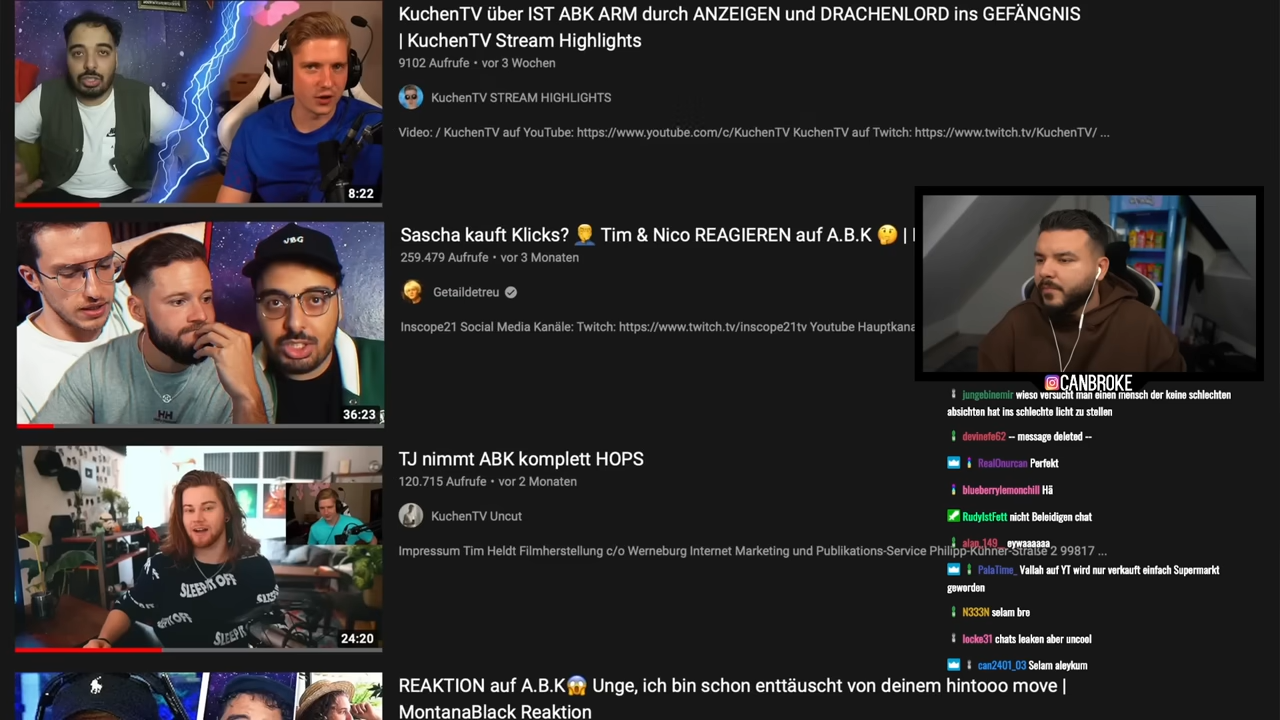 KuchenTV über IST ABK ARM durch ANZEIGEN und DRACHENLORD ins GEFÄNGNIS
| KuchenTV Stream Highlights
9102 Aufrufe • vor 3 Wochen
KuchenTV STREAM HIGHLIGHTS
Video: / KuchenTV auf YouTube: https://www.youtube.com/c/KuchenTV KuchenTV auf Twitch: https://www.twitch.tv/KuchenTV/ ...
8:22
JBG
Sascha kauft Klicks? 🤦‍♂️ Tim & Nico REAGIEREN auf A.B.K 🤔 |
259.479 Aufrufe • vor 3 Monaten
Getaildetreu
Inscope21 Social Media Kanäle: Twitch: https://www.twitch.tv/inscope21tv Youtube Hauptkana
HH
36:23
CANBROKE
jungebinemir wieso versucht man einen mensch der keine schlechten
absichten hat ins schlechte licht zu stellen
devinefe62 -- message deleted --
RealOnurcan Perfekt
blueberrylemonchill Hä
RudyIstFett nicht Beleidigen chat
alan_149_ eywaaaaaa
PalaTime_ Vallah auf YT wird nur verkauft einfach Supermarkt
geworden
N333N selam bre
locke31 chats leaken aber uncool
can2401_03 Selam aleykum
TJ nimmt ABK komplett HOPS
120.715 Aufrufe • vor 2 Monaten
KuchenTV Uncut
Impressum Tim Heldt Filmherstellung c/o Werneburg Internet Marketing und Publikations-Service Philipp-Kühner-Straße 2 99817 ...
SLEEP IT OFF
24:20
REAKTION auf A.B.K😱 Unge, ich bin schon enttäuscht von deinem hintooo move |
MontanaBlack Reaktion